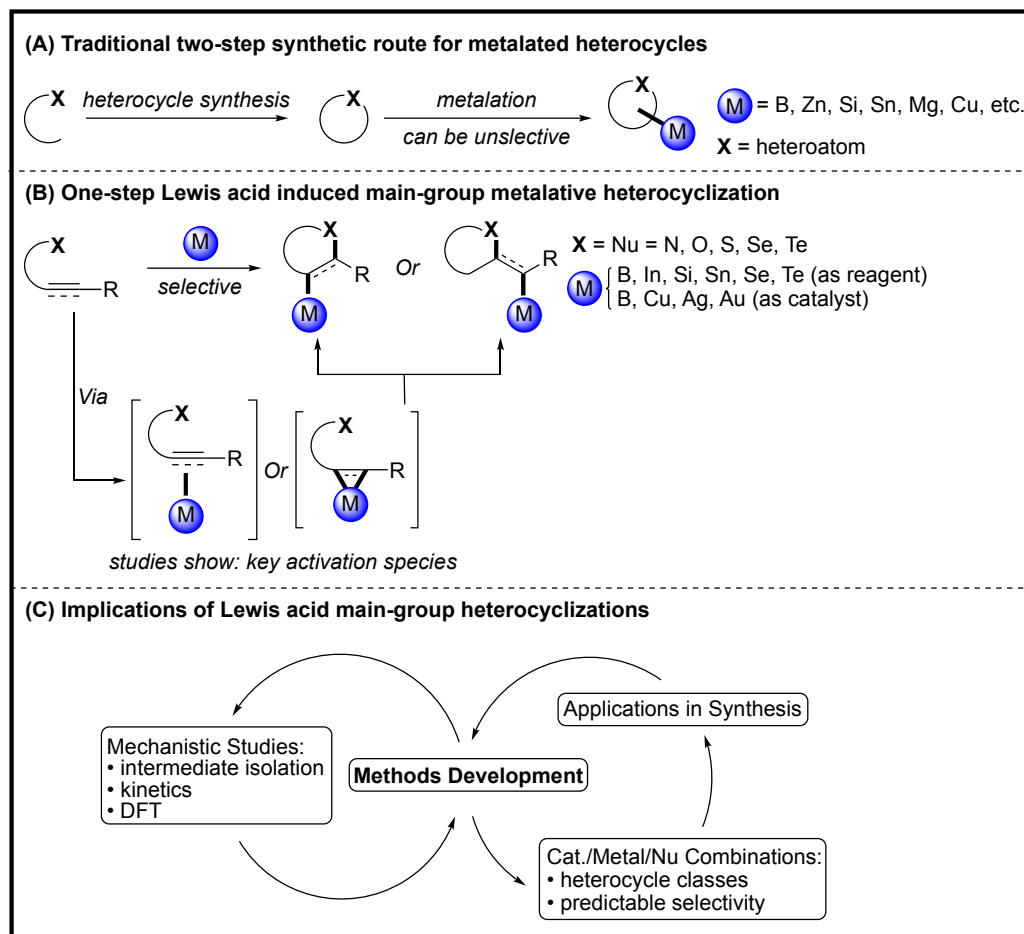 (A) Traditional two-step synthetic route for metalated heterocycles
X
heterocycle synthesis
X
metalation
can be unslective
X
M
M = B, Zn, Si, Sn, Mg, Cu, etc.
X = heteroatom
(B) One-step Lewis acid induced main-group metalative heterocyclization
X
R
M
selective
X
R
M
Or
X
R
M
X = Nu = N, O, S, Se, Te
M
B, In, Si, Sn, Se, Te (as reagent)
B, Cu, Ag, Au (as catalyst)
Via
X
R
M
Or
X
R
M
studies show: key activation species
(C) Implications of Lewis acid main-group heterocyclizations
Mechanistic Studies:
• intermediate isolation
• kinetics
• DFT
Methods Development
Applications in Synthesis
Cat./Metal/Nu Combinations:
• heterocycle classes
• predictable selectivity